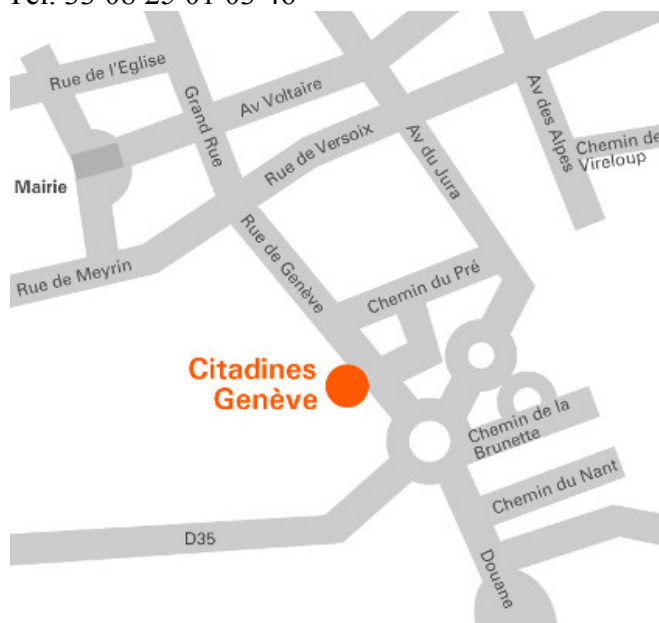 Rue de l'Eglise
Grand Rue
Av Voltaire
Rue de Versoix
Av du Jura
Av des Alpes
Chemin de
Vireloup
Mairie
Rue de Meyrin
Rue de Genève
Chemin du Pré
Citadines
Genève
Chemin de la
Brunette
Chemin du Nant
D35
Douane